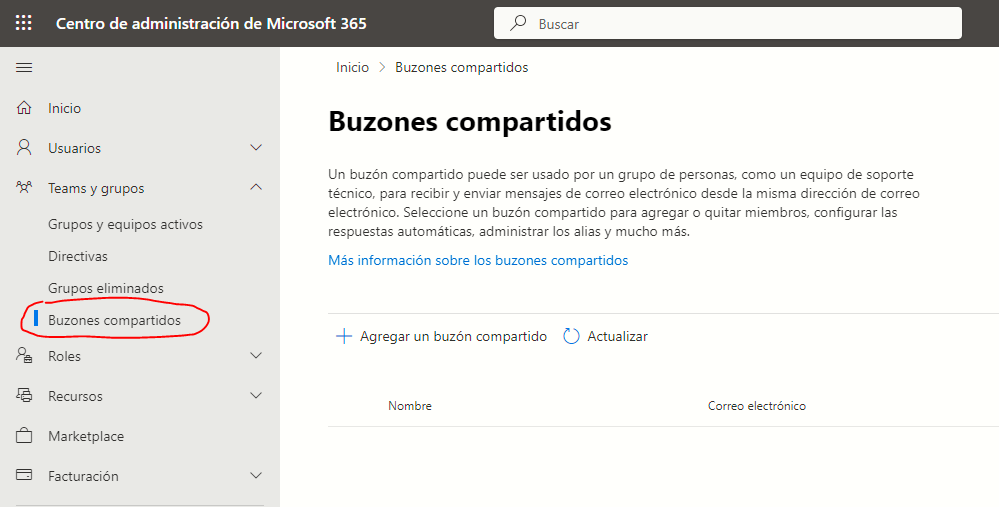 Centro de administración de Microsoft 365
Buscar
Inicio
Usuarios
Teams y grupos
Grupos y equipos activos
Directivas
Grupos eliminados
Buzones compartidos
Roles
Recursos
Marketplace
Facturación
Inicio > Buzones compartidos
Buzones compartidos
Un buzón compartido puede ser usado por un grupo de personas, como un equipo de soporte
técnico, para recibir y enviar mensajes de correo electrónico desde la misma dirección de correo
electrónico. Seleccione un buzón compartido para agregar o quitar miembros, configurar las
respuestas automáticas, administrar los alias y mucho más.
Más información sobre los buzones compartidos
Agregar un buzón compartido Actualizar
Nombre Correo electrónico